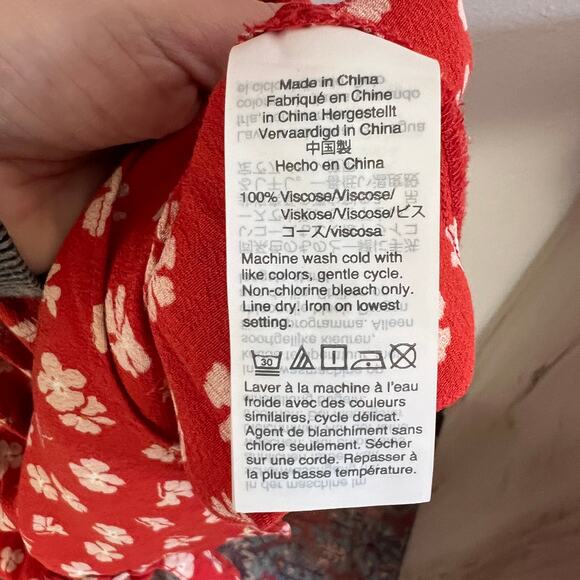 Made in China
Fabriqué en Chine
in China Hergestellt
Vervaardigd in China
中国製
Hecho en China
100% Viscose/Viscose/
Viskose/Viscose/ビス
コース/viscosa
Machine wash cold with
like colors, gentle cycle.
Non-chlorine bleach only.
Line dry. Iron on lowest
setting.
30
Laver à la machine à l'eau
froide avec des couleurs
similaires, cycle délicat.
Agent de blanchiment sans
chlore seulement. Sécher
sur une corde. Repasser à
la plus basse température.